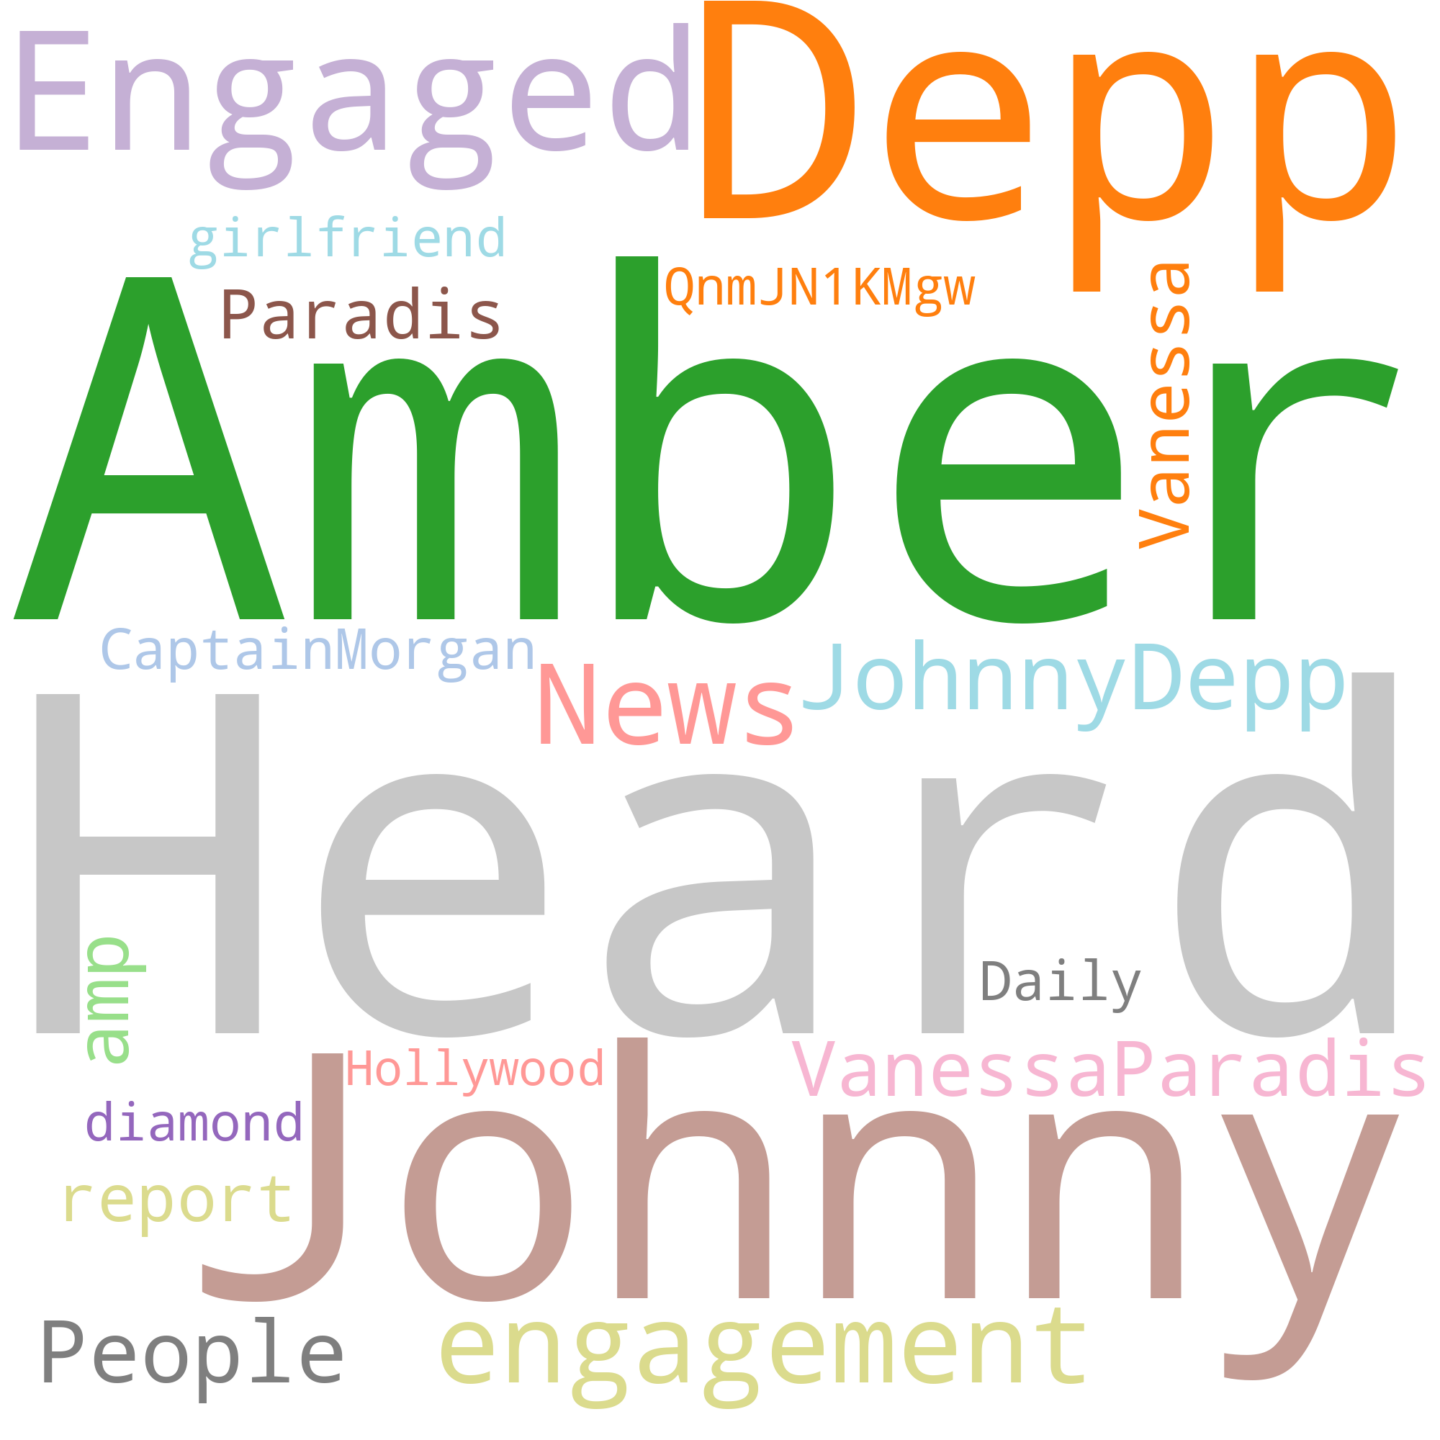 Engaged
Depp
girlfriend
QnmJN1KMgw
Paradis
Vanessa
Amber
CaptainMorgan
JohnnyDepp
News
Heard
amp
Daily
Hollywood
VanessaParadis
diamond
Johnny
report
People
engagement